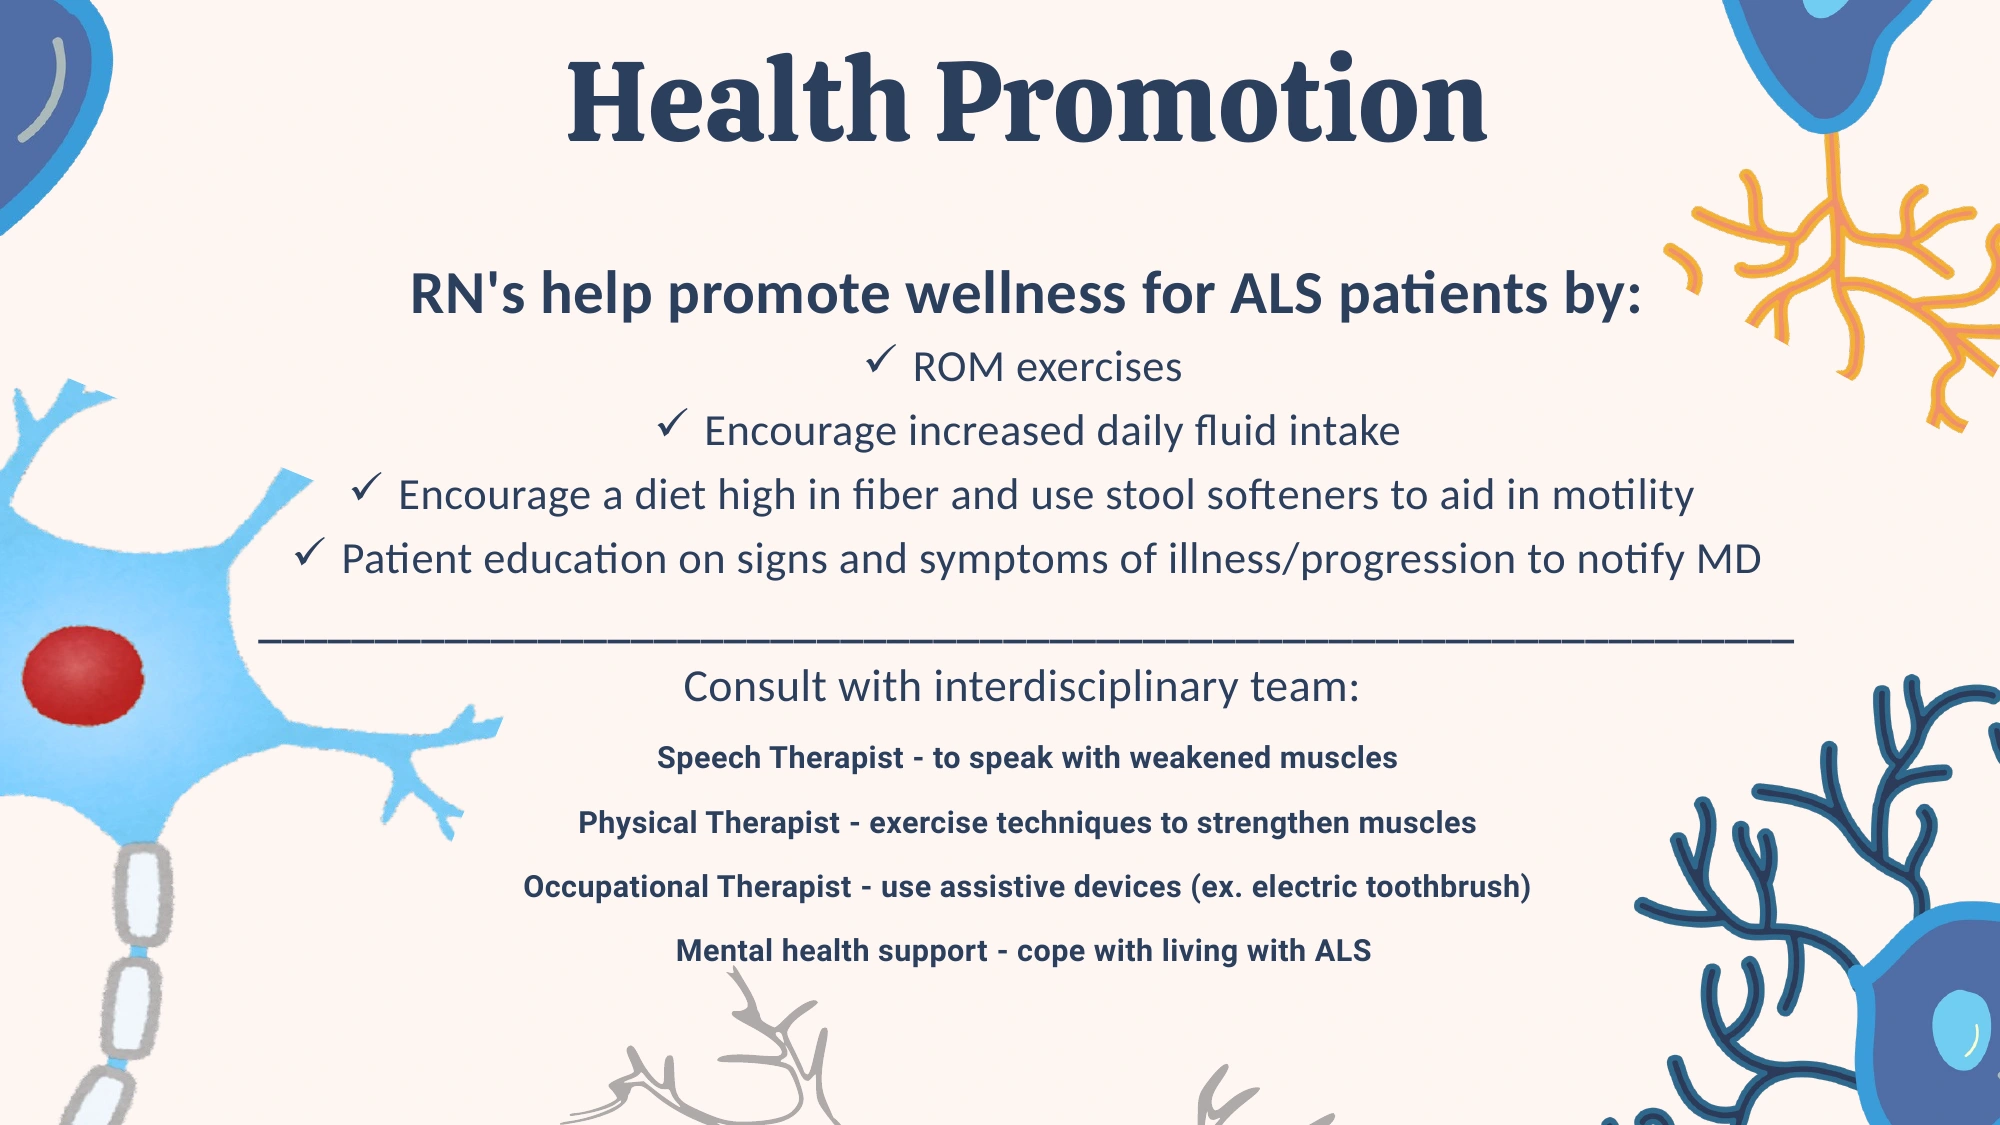 Health Promotion
RN's help promote wellness for ALS patients by:
✓ ROM exercises
✓ Encourage increased daily fluid intake
✓ Encourage a diet high in fiber and use stool softeners to aid in motility
✓ Patient education on signs and symptoms of illness/progression to notify MD
Consult with interdisciplinary team:
Speech Therapist - to speak with weakened muscles
Physical Therapist - exercise techniques to strengthen muscles
Occupational Therapist - use assistive devices (ex. electric toothbrush)
Mental health support - cope with living with ALS